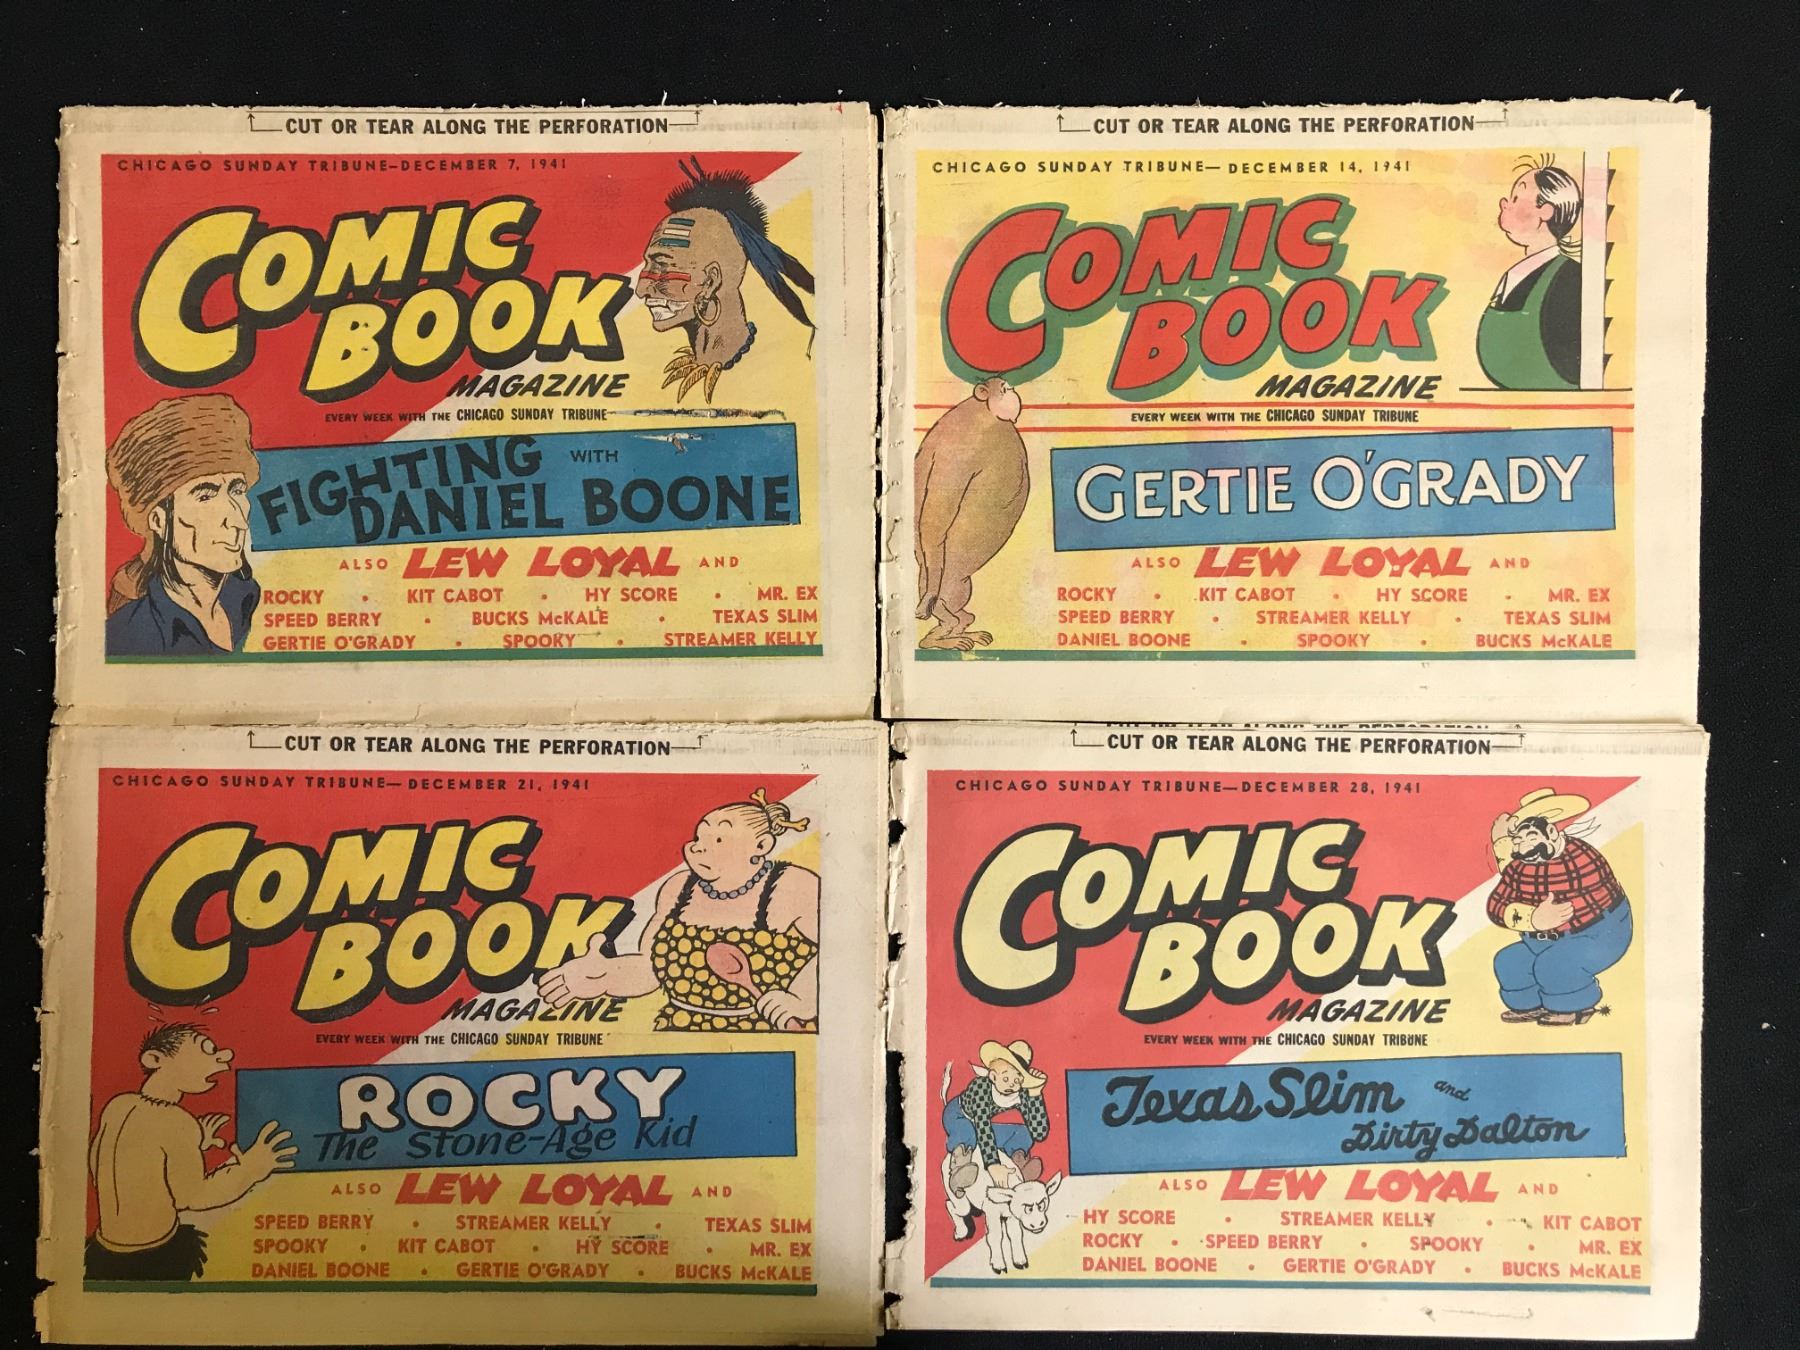 CUT OR TEAR ALONG THE PERFORATION
CHICAGO SUNDAY TRIBUNE—DECEMBER 7, 1941
COMIC
BOOK
MAGAZINE
EVERY WEEK WITH THE CHICAGO SUNDAY TRIBUNE
FIGHTING WITH
DANIEL BOONE
ALSO LEW LOYAL AND
ROCKY • KIT CABOT • HY SCORE • MR. EX
SPEED BERRY • BUCKS McKALE • TEXAS SLIM
GERTIE O'GRADY • SPOOKY • STREAMER KELLY
CUT OR TEAR ALONG THE PERFORATION
CHICAGO SUNDAY TRIBUNE—DECEMBER 14, 1941
COMIC
BOOK
MAGAZINE
EVERY WEEK WITH THE CHICAGO SUNDAY TRIBUNE
GERTIE O'GRADY
ALSO LEW LOYAL AND
ROCKY • KIT CABOT • HY SCORE • MR. EX
SPEED BERRY • STREAMER KELLY • TEXAS SLIM
DANIEL BOONE • SPOOKY • BUCKS McKALE
CUT OR TEAR ALONG THE PERFORATION
CHICAGO SUNDAY TRIBUNE—DECEMBER 21, 1941
COMIC
BOOK
MAGAZINE
EVERY WEEK WITH THE CHICAGO SUNDAY TRIBUNE
ROCKY
The Stone-Age Kid
ALSO LEW LOYAL AND
SPEED BERRY • STREAMER KELLY • TEXAS SLIM
SPOOKY • KIT CABOT • HY SCORE • MR. EX
DANIEL BOONE • GERTIE O'GRADY • BUCKS McKALE
CUT OR TEAR ALONG THE PERFORATION
CUT OR TEAR ALONG THE PERFORATION
CHICAGO SUNDAY TRIBUNE—DECEMBER 28, 1941
COMIC
BOOK
MAGAZINE
EVERY WEEK WITH THE CHICAGO SUNDAY TRIBUNE
Texas Slim and
Dirty Dalton
ALSO LEW LOYAL AND
HY SCORE • STREAMER KELLY • KIT CABOT
ROCKY • SPEED BERRY • SPOOKY • MR. EX
DANIEL BOONE • GERTIE O'GRADY • BUCKS McKALE